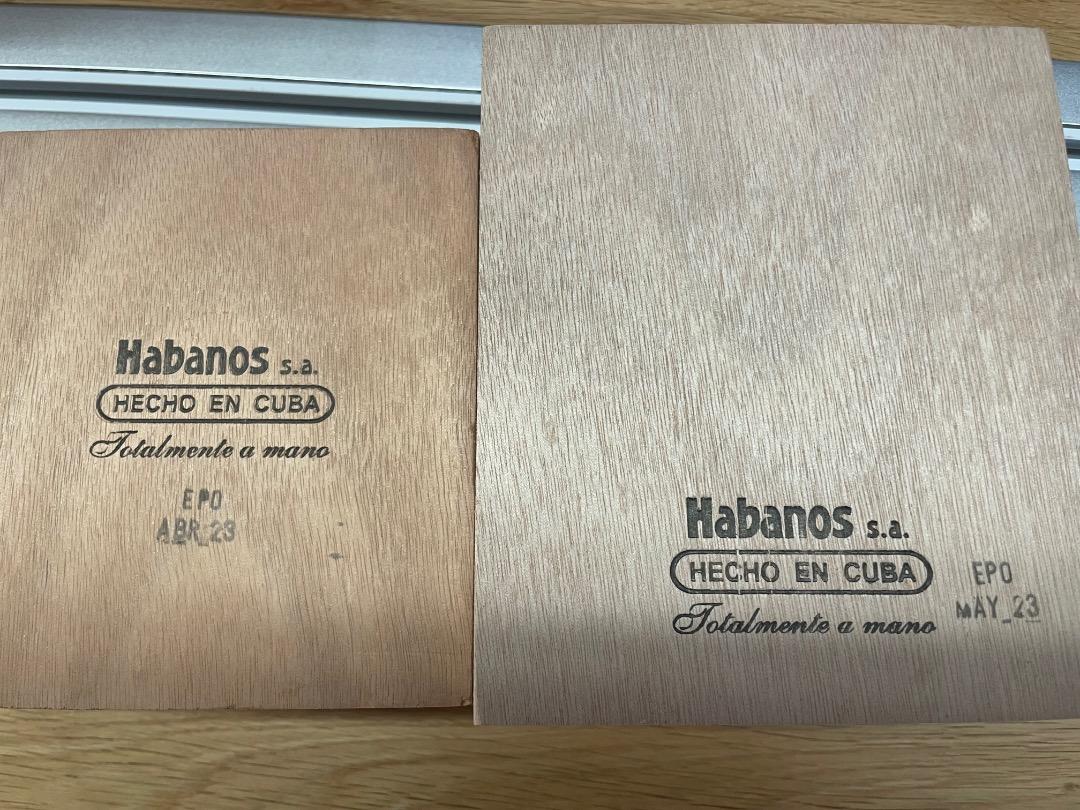 Habanos s.a.
HECHO EN CUBA
Totalmente a mano
EPO
ABR_23
Habanos s.a.
HECHO EN CUBA
Totalmente a mano
EPO
MAY_23